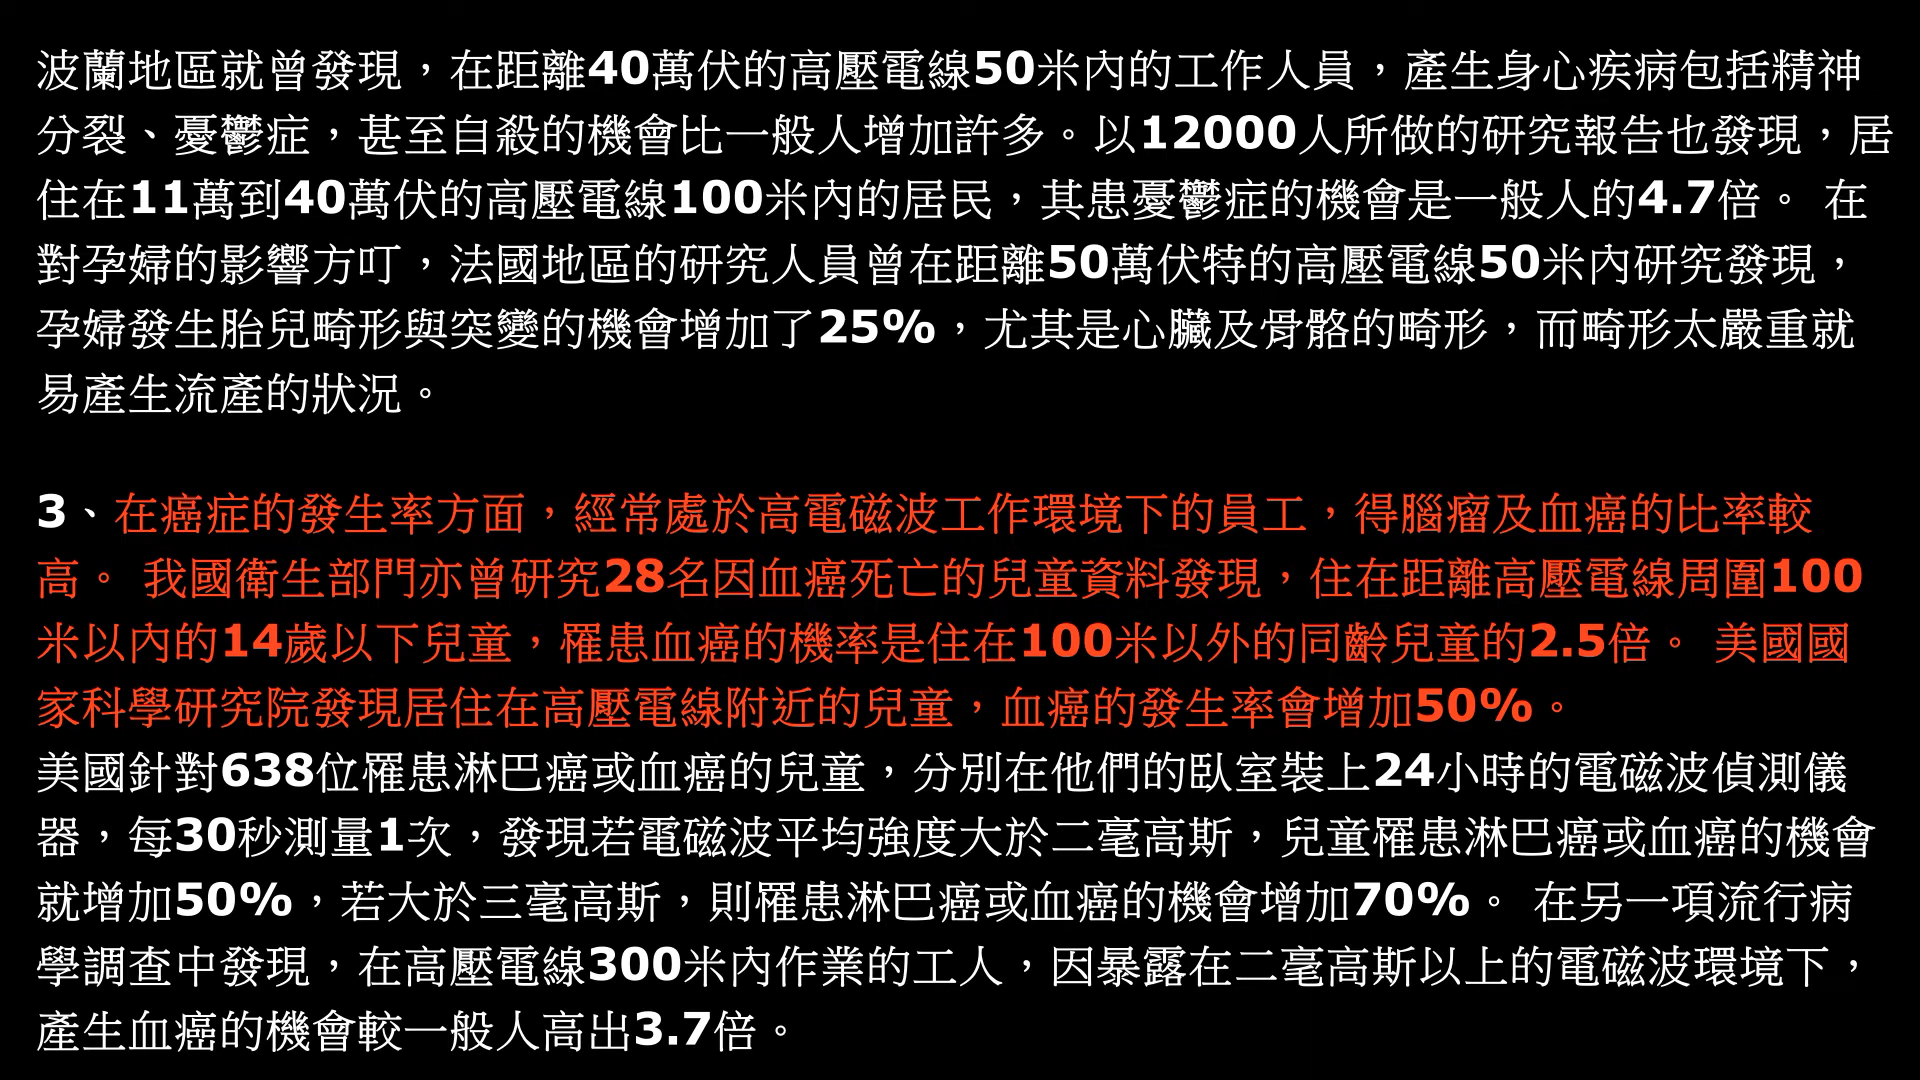 波蘭地區就曾發現，在距離40萬伏的高壓電線50米內的工作人員，產生身心疾病包括精神
分裂、憂鬱症，甚至自殺的機會比一般人增加許多。以12000人所做的研究報告也發現，居
住在11萬到40萬伏的高壓電線100米內的居民，其患憂鬱症的機會是一般人的4.7倍。 在
對孕婦的影響方叮，法國地區的研究人員曾在距離50萬伏特的高壓電線50米內研究發現，
孕婦發生胎兒畸形與突變的機會增加了25%，尤其是心臟及骨骼的畸形，而畸形太嚴重就
易產生流產的狀況。
3、在癌症的發生率方面，經常處於高電磁波工作環境下的員工，得腦瘤及血癌的比率較
高。 我國衛生部門亦曾研究28名因血癌死亡的兒童資料發現，住在距離高壓電線周圍100
米以內的14歲以下兒童，罹患血癌的機率是住在100米以外的同齡兒童的2.5倍。 美國國
家科學研究院發現居住在高壓電線附近的兒童，血癌的發生率會增加50%。
美國針對638位罹患淋巴癌或血癌的兒童，分別在他們的臥室裝上24小時的電磁波偵測儀
器，每30秒測量1次，發現若電磁波平均強度大於二毫高斯，兒童罹患淋巴癌或血癌的機會
就增加50%，若大於三毫高斯，則罹患淋巴癌或血癌的機會增加70%。 在另一項流行病
學調查中發現，在高壓電線300米內作業的工人，因暴露在二毫高斯以上的電磁波環境下，
產生血癌的機會較一般人高出3.7倍。